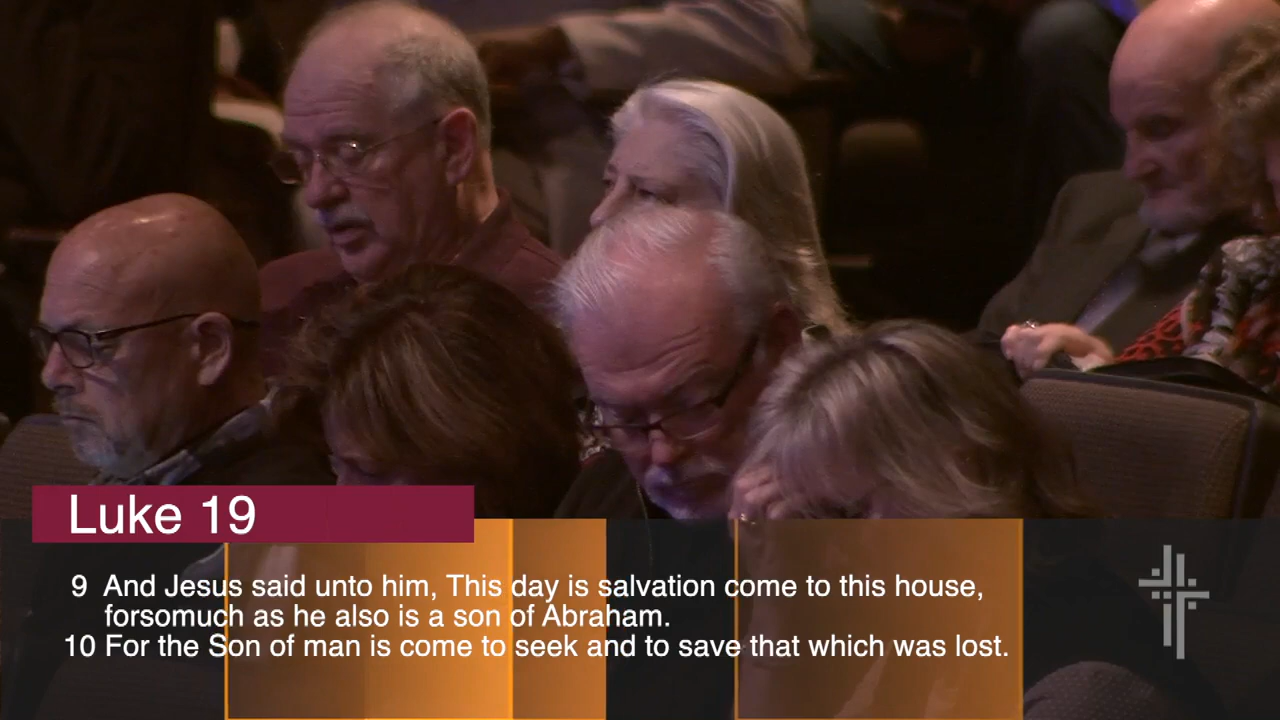 Luke 19
9 And Jesus said unto him, This day is salvation come to this house,
forsomuch as he also is a son of Abraham.
10 For the Son of man is come to seek and to save that which was lost.